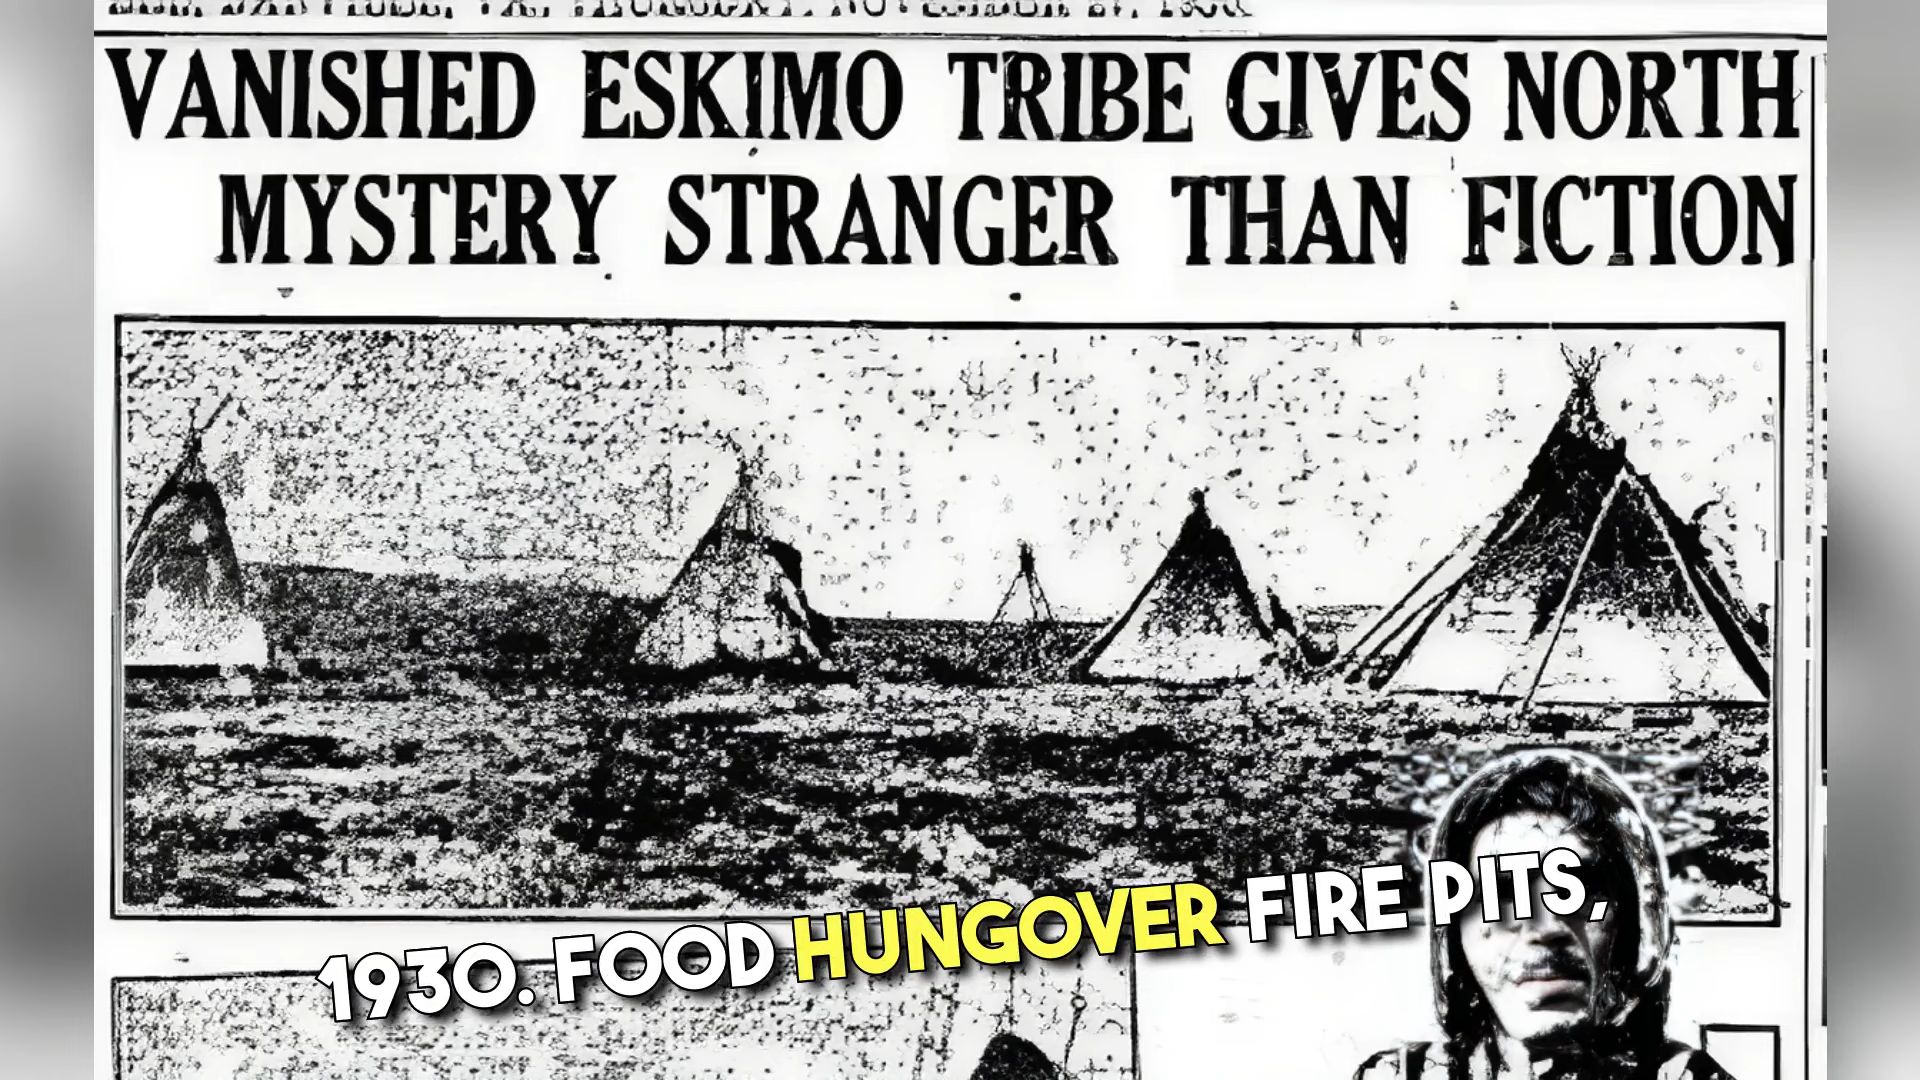 VANISHED ESKIMO TRIBE GIVES NORTH
MYSTERY STRANGER THAN FICTION
1930. FOOD HUNGOVER FIRE PITS,